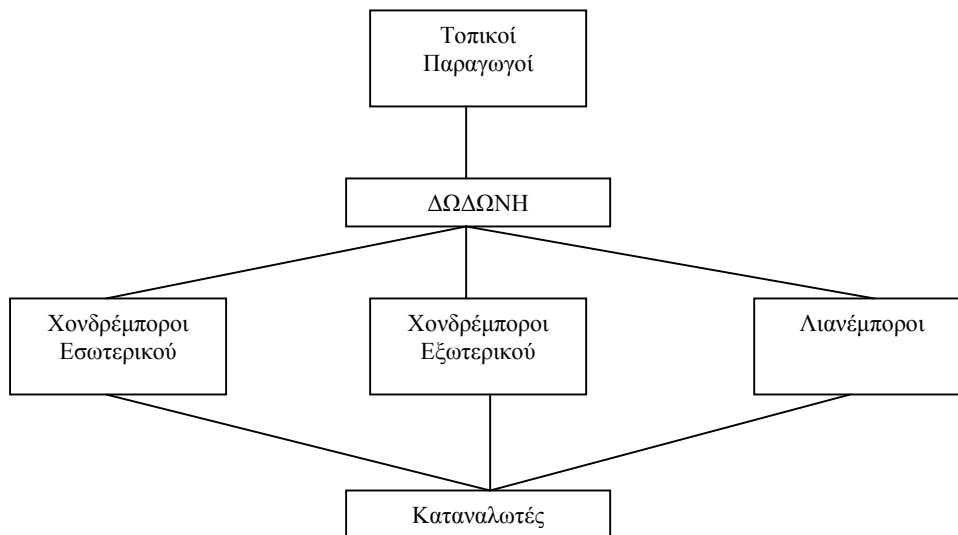 Τοπικοί
Παραγωγοί
ΔΩΔΩΝΗ
Χονδρέμποροι
Εσωτερικού
Χονδρέμποροι
Εξωτερικού
Λιανέμποροι
Καταναλωτές